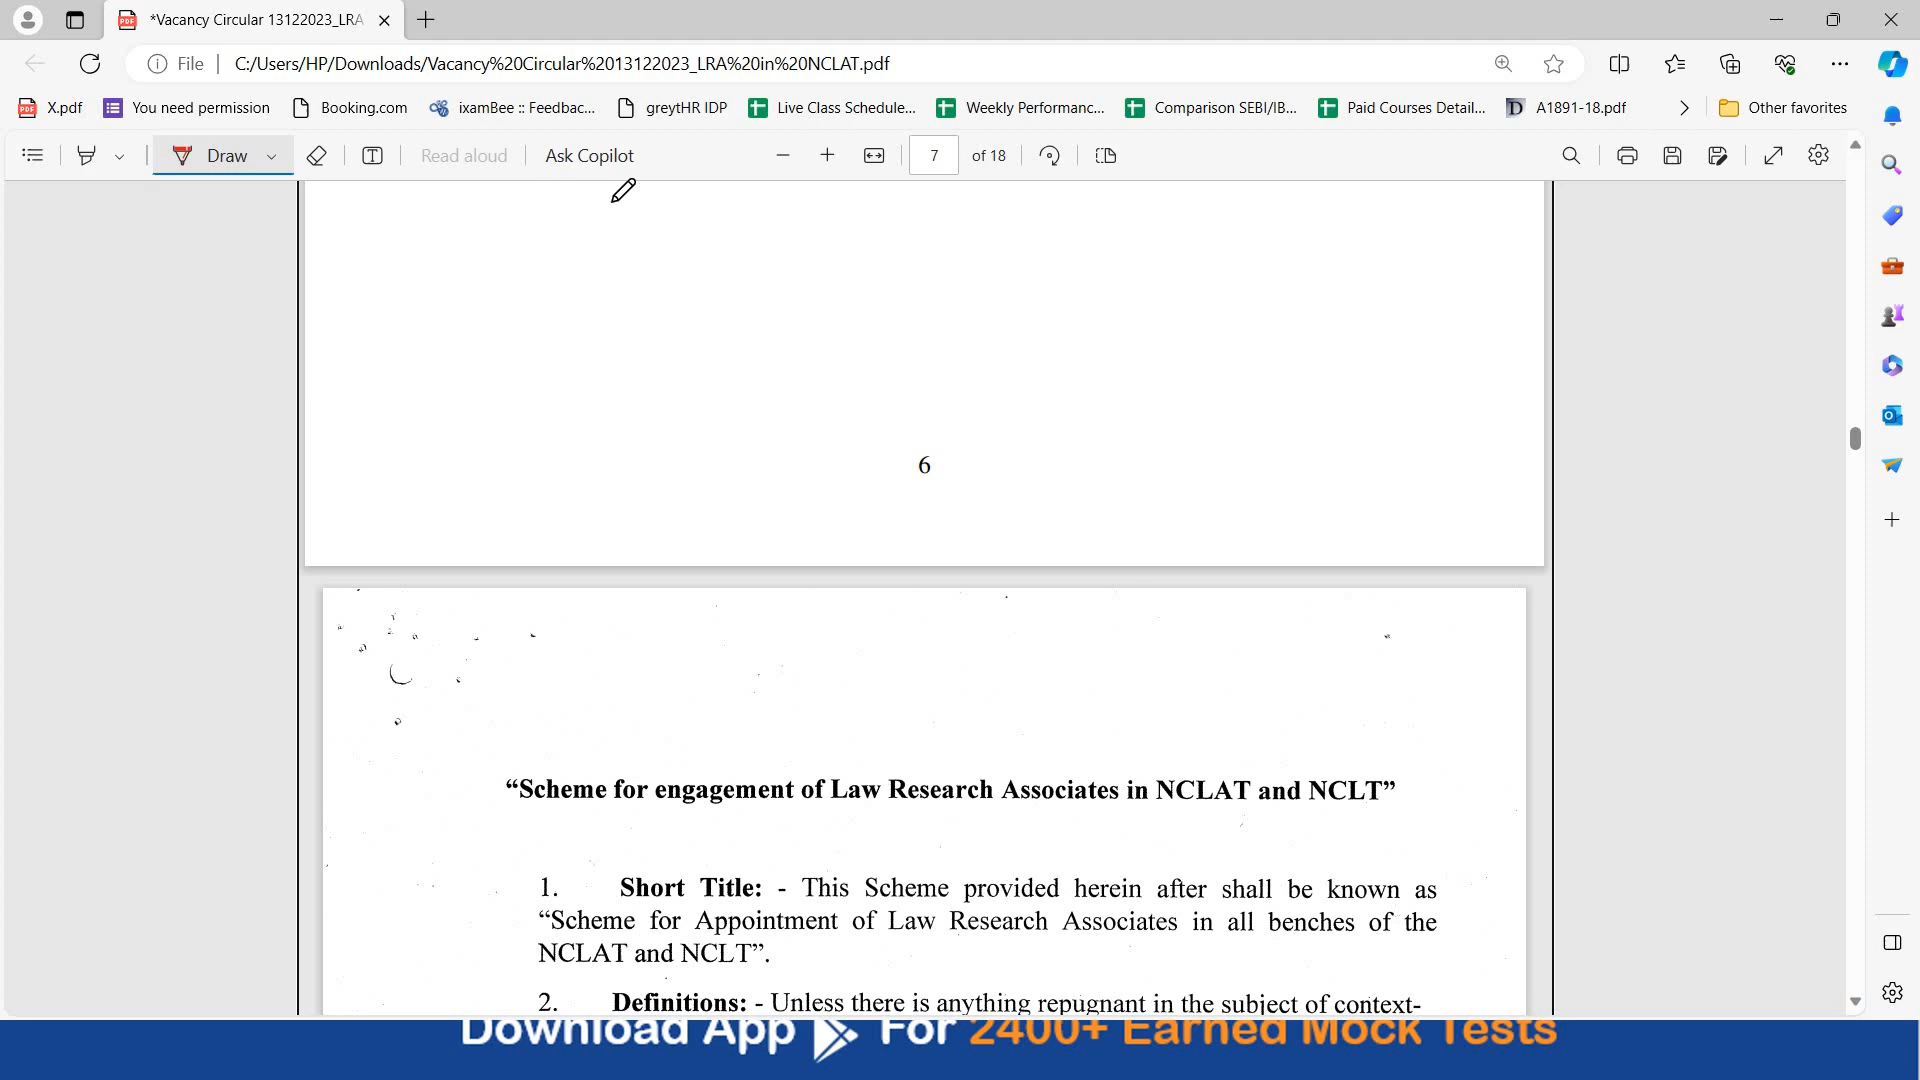 *Vacancy Circular 13122023_LRA
File
C:/Users/HP/Downloads/Vacancy%20Circular%2013122023_LRA%20in%20NCLAT.pdf
X.pdf
You need permission
Booking.com
ixamBee :: Feedbac...
greytHR IDP
Live Class Schedule...
Weekly Performanc...
Comparison SEBI/IB...
Paid Courses Detail...
A1891-18.pdf
Other favorites
Draw
Read aloud
Ask Copilot
7
of 18
6
“Scheme for engagement of Law Research Associates in NCLAT and NCLT”
1. Short Title: - This Scheme provided herein after shall be known as
“Scheme for Appointment of Law Research Associates in all benches of the
NCLAT and NCLT”.
2. Definitions: - Unless there is anything repugnant in the subject of context-
Download App For 2400+ Earned Mock Tests